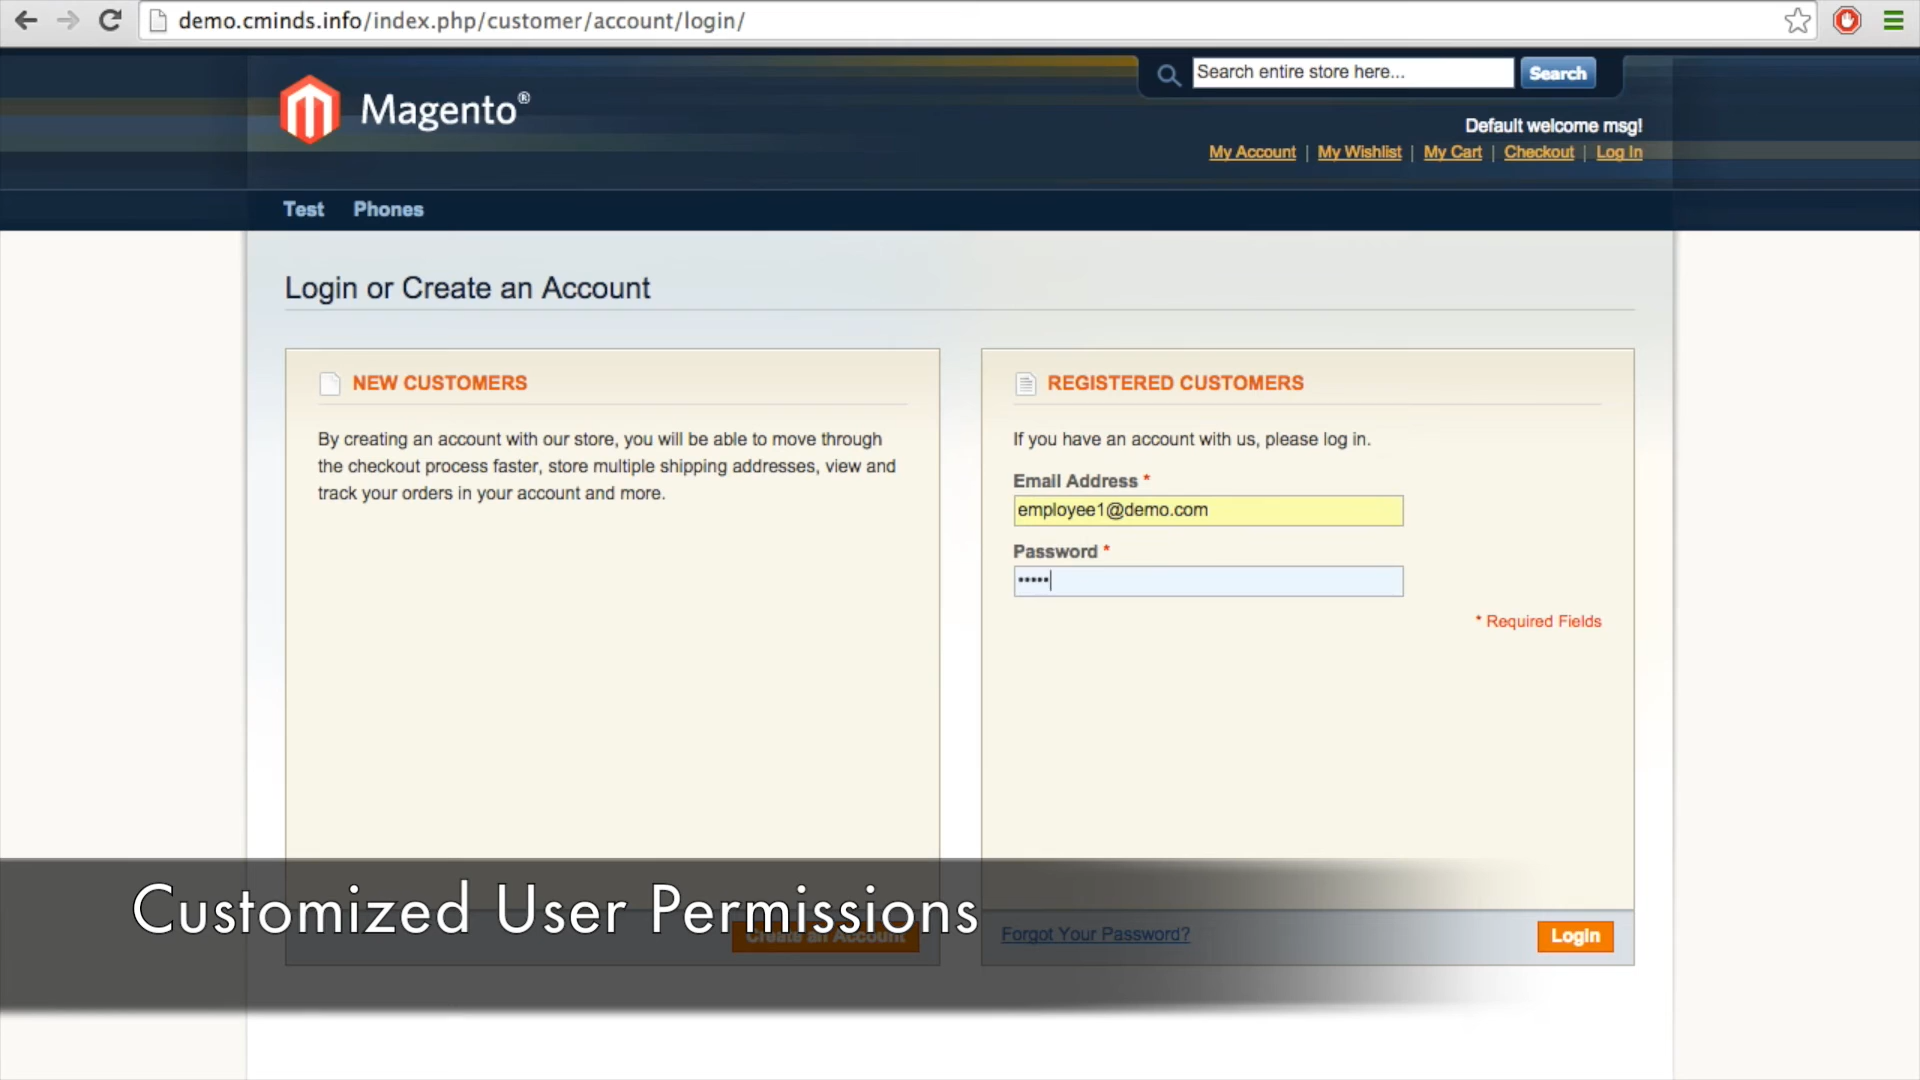 demo.cminds.info/index.php/customer/account/login/
Magento®
Search entire store here...
Search
Default welcome msg!
My Account | My Wishlist | My Cart | Checkout | Log In
Test Phones
Login or Create an Account
NEW CUSTOMERS
By creating an account with our store, you will be able to move through
the checkout process faster, store multiple shipping addresses, view and
track your orders in your account and more.
Create an Account
REGISTERED CUSTOMERS
If you have an account with us, please log in.
Email Address *
employee1@demo.com
Password *
•••••
* Required Fields
Forgot Your Password?
Login
Customized User Permissions